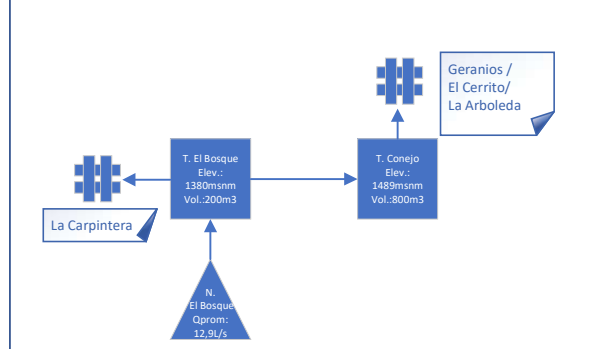 Geranios /
El Cerrito/
La Arboleda
T. El Bosque
Elev.:
1380msnm
Vol.:200m3
T. Conejo
Elev.:
1489msnm
Vol.:800m3
La Carpintera
N.
El Bosque
Qprom:
12,9L/s